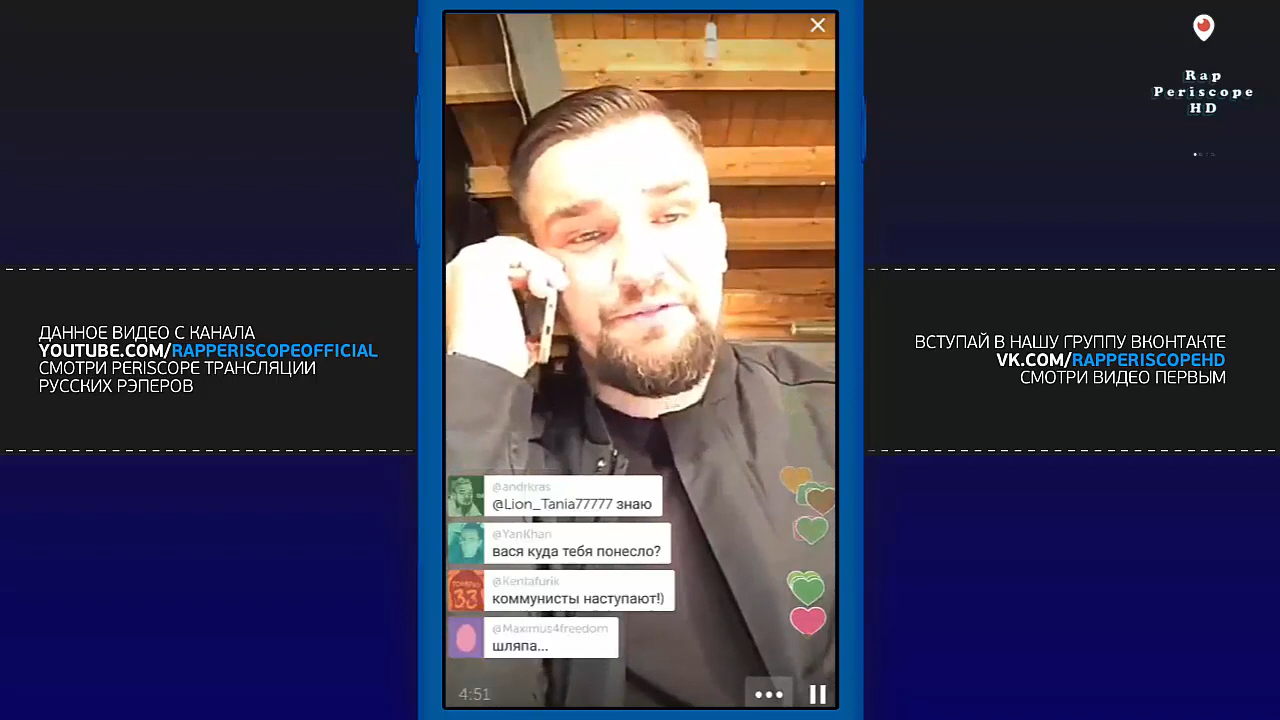 Rap
Periscope
HD
ДАННОЕ ВИДЕО С КАНАЛА
YOUTUBE.COM/RAPPERISCOPEOFFICIAL
СМОТРИ PERISCOPE ТРАНСЛЯЦИИ
РУССКИХ РЭПЕРОВ
ВСТУПАЙ В НАШУ ГРУППУ ВКОНТАКТЕ
VK.COM/RAPPERISCOPEHD
СМОТРИ ВИДЕО ПЕРВЫМ
@andrkras
@Lion_Tania77777 знаю
@YanKhan
вася куда тебя понесло?
@Kentafurik
коммунисты наступают!)
@Maximus4freedom
шляпа...
33
4:51